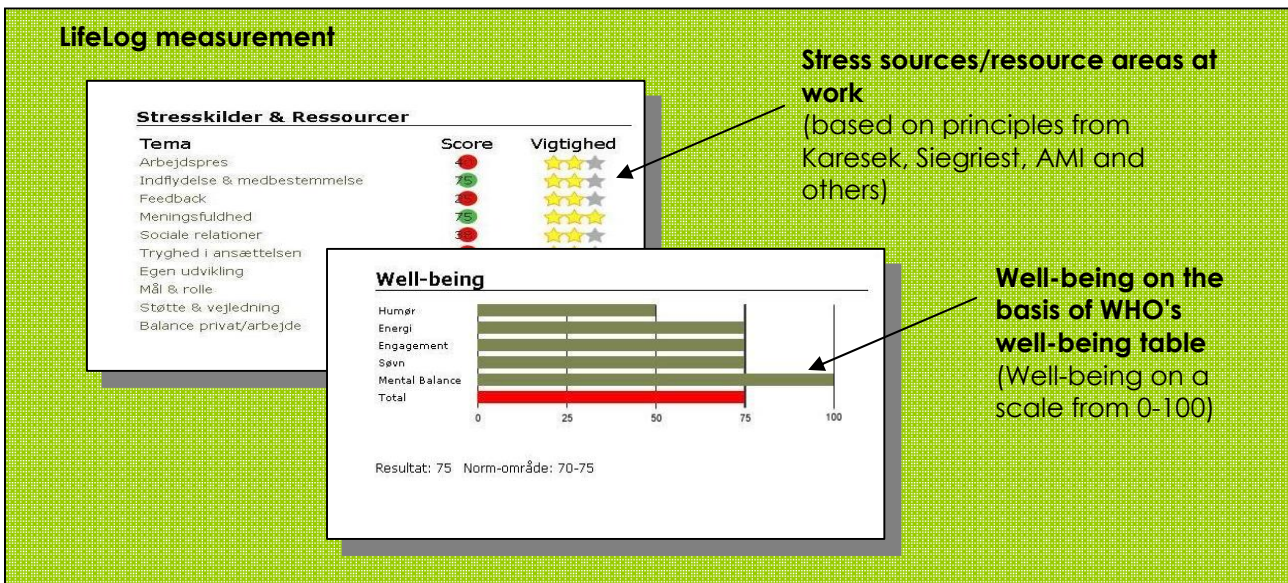 LifeLog measurement
Stress sources/resource areas at
work
(based on principles from
Karesek, Siegriest, AMI and
others)
Stresskilder & Ressourcer
Tema Score Vigtighed
Arbejdspres
Indflydelse & medbestemmelse 75
Feedback
Meningsfuldhed 75
Sociale relationer
Tryghed i ansættelsen
Egen udvikling
Mål & rolle
Støtte & vejledning
Balance privat/arbejde
Well-being
Humør
Energi
Engagement
Søvn
Mental Balance
Total
0 25 50 75 100
Resultat: 75 Norm-område: 70-75
Well-being on the
basis of WHO's
well-being table
(Well-being on a
scale from 0-100)